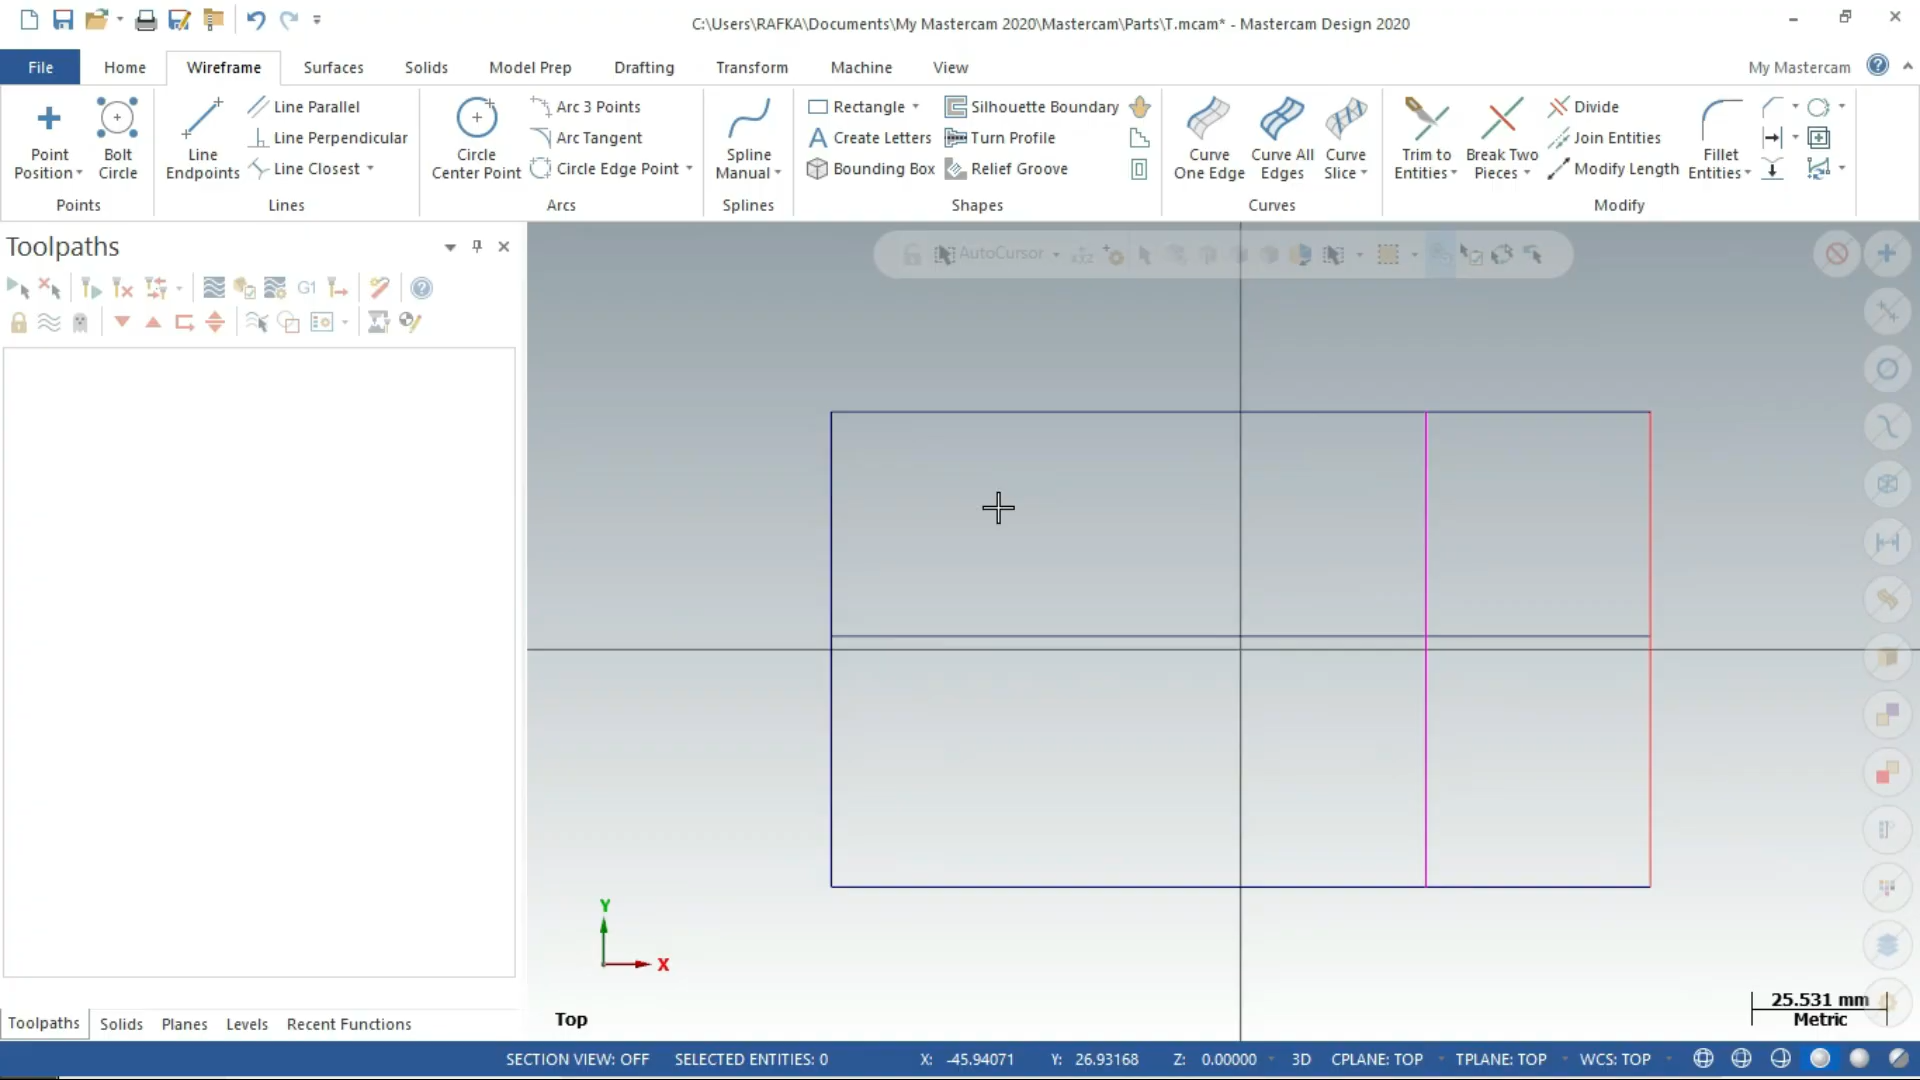 C:\Users\RAFKA\Documents\My Mastercam 2020\Mastercam\Parts\T.mcam* - Mastercam Design 2020
File Home Wireframe Surfaces Solids Model Prep Drafting Transform Machine View My Mastercam
Point Position
Bolt Circle
Points
Line Endpoints
Line Parallel
Line Perpendicular
Line Closest
Lines
Circle Center Point
Arc 3 Points
Arc Tangent
Circle Edge Point
Arcs
Spline Manual
Splines
Rectangle
Create Letters
Bounding Box
Silhouette Boundary
Turn Profile
Relief Groove
Shapes
Curve One Edge
Curve All Edges
Curve Slice
Curves
Trim to Entities
Break Two Pieces
Divide
Join Entities
Modify Length
Fillet Entities
Modify
Toolpaths
G1
AutoCursor
Y
X
Top
25.531 mm
Metric
Toolpaths Solids Planes Levels Recent Functions
SECTION VIEW: OFF SELECTED ENTITIES: 0 X: -45.94071 Y: 26.93168 Z: 0.00000 3D CPLANE: TOP TPLANE: TOP WCS: TOP